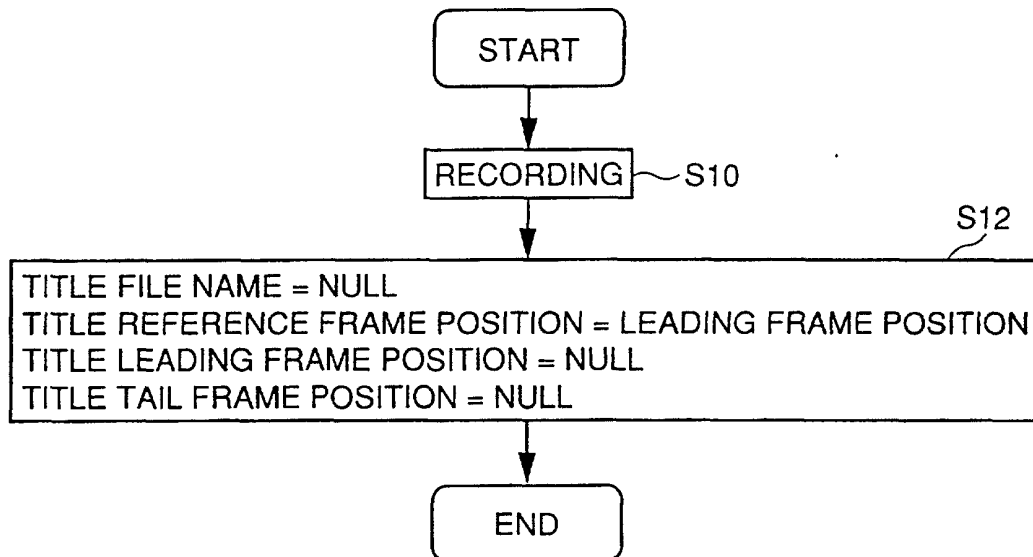 START
RECORDING
S10
S12
TITLE FILE NAME = NULL
TITLE REFERENCE FRAME POSITION = LEADING FRAME POSITION
TITLE LEADING FRAME POSITION = NULL
TITLE TAIL FRAME POSITION = NULL
END